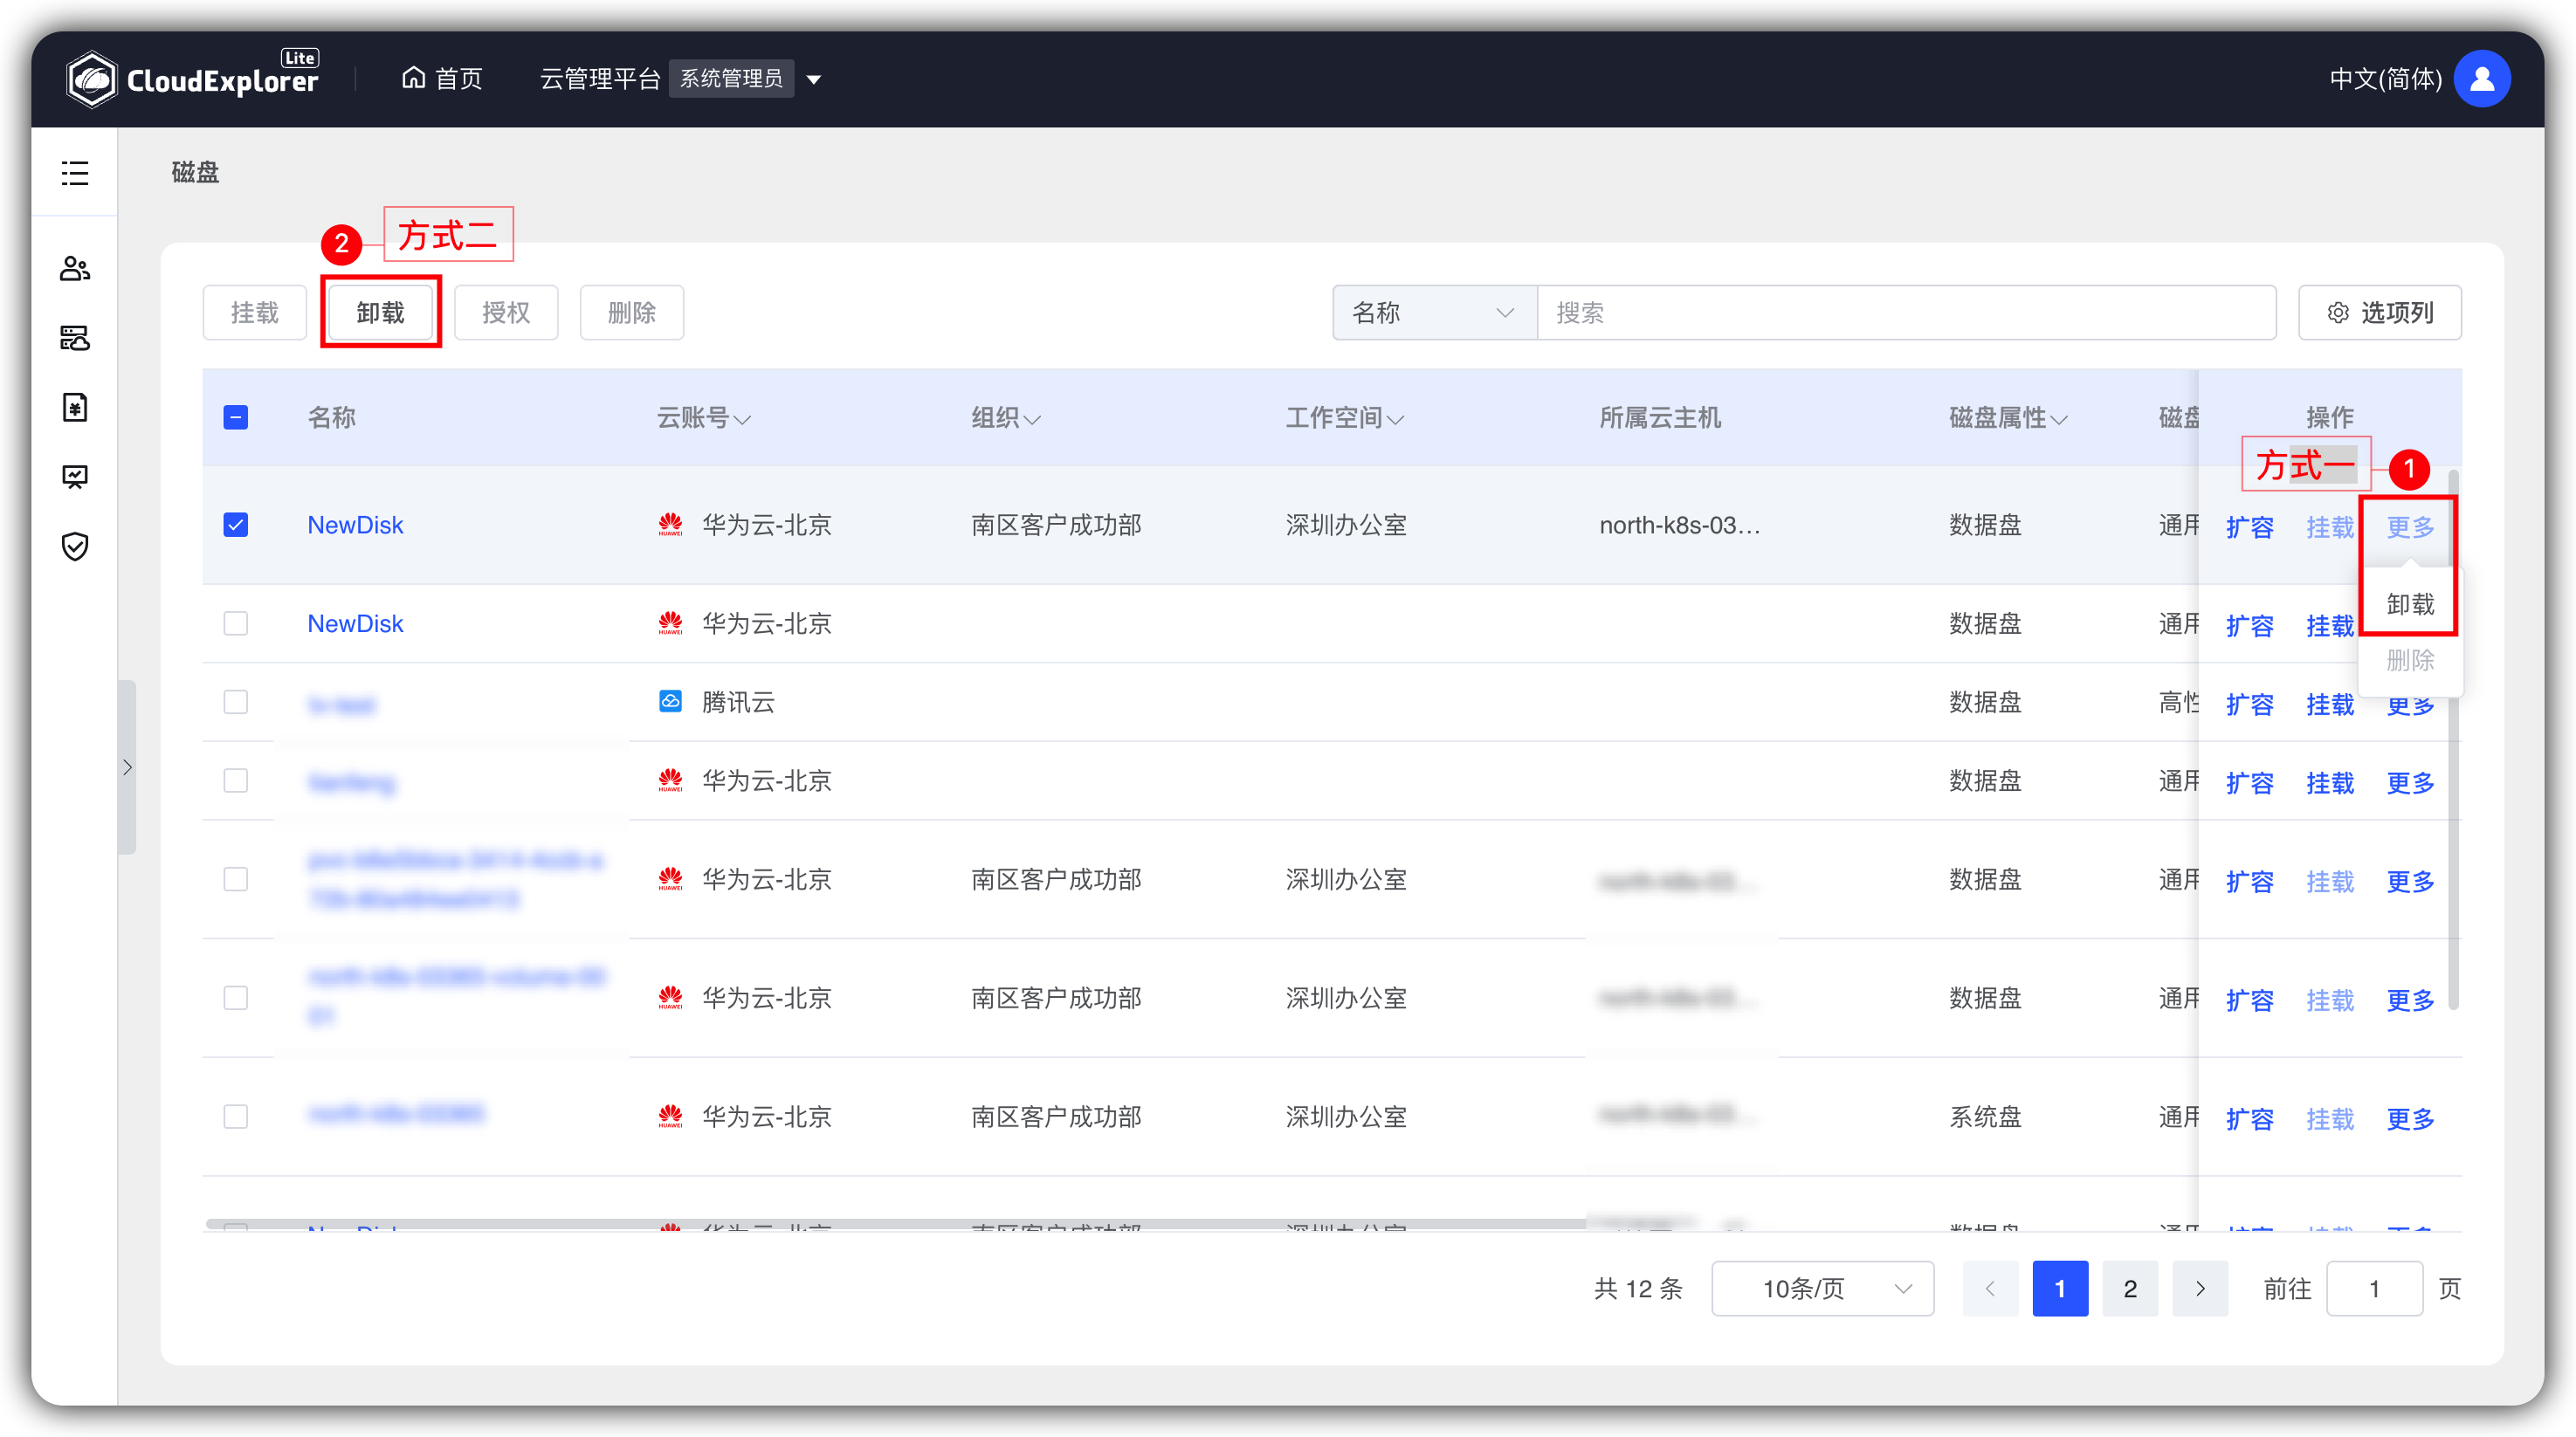 CloudExplorer Lite
首页
云管理平台 系统管理员
中文(简体)
磁盘
2 方式二
挂载 卸载 授权 删除
名称 搜索 选项列
名称 云账号 组织 工作空间 所属云主机 磁盘属性 磁盘 操作
方式一 1
NewDisk HUAWEI 华为云-北京 南区客户成功部 深圳办公室 north-k8s-03... 数据盘 通用 扩容 挂载 更多
卸载
删除
NewDisk HUAWEI 华为云-北京 数据盘 通用 扩容 挂载
腾讯云 数据盘 高性 扩容 挂载 更多
HUAWEI 华为云-北京 数据盘 通用 扩容 挂载 更多
HUAWEI 华为云-北京 南区客户成功部 深圳办公室 数据盘 通用 扩容 挂载 更多
HUAWEI 华为云-北京 南区客户成功部 深圳办公室 数据盘 通用 扩容 挂载 更多
HUAWEI 华为云-北京 南区客户成功部 深圳办公室 系统盘 通用 扩容 挂载 更多
共 12 条 10条/页 1 2 前往 1 页